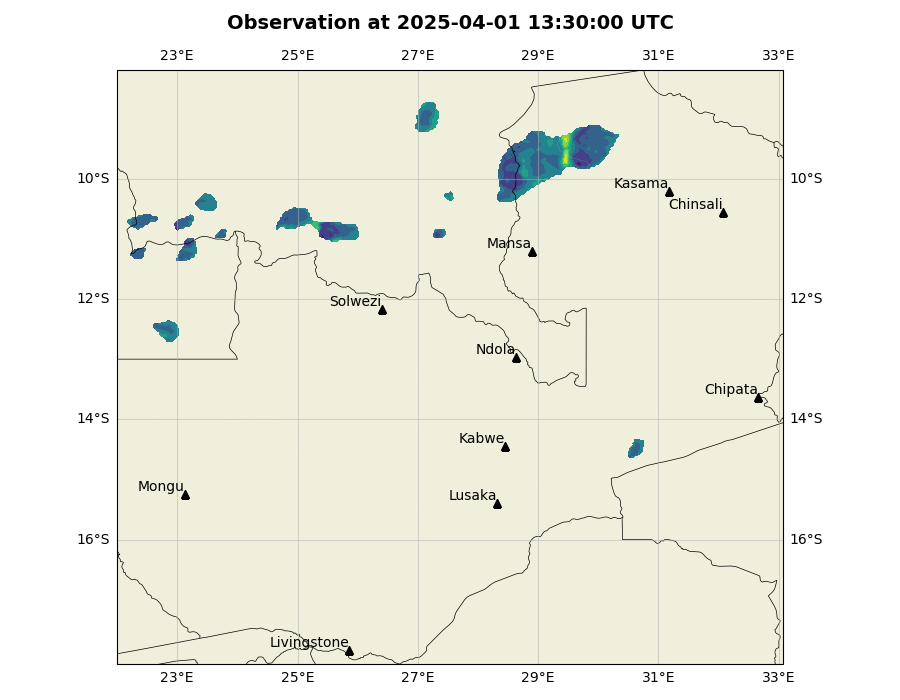 Observation at 2025-04-01 13:30:00 UTC
23°E 25°E 27°E 29°E 31°E 33°E
10°S 10°S
Kasama
Chinsali
Mansa
12°S 12°S
Solwezi
Ndola
Chipata
14°S 14°S
Kabwe
Mongu
Lusaka
16°S 16°S
Livingstone
23°E 25°E 27°E 29°E 31°E 33°E